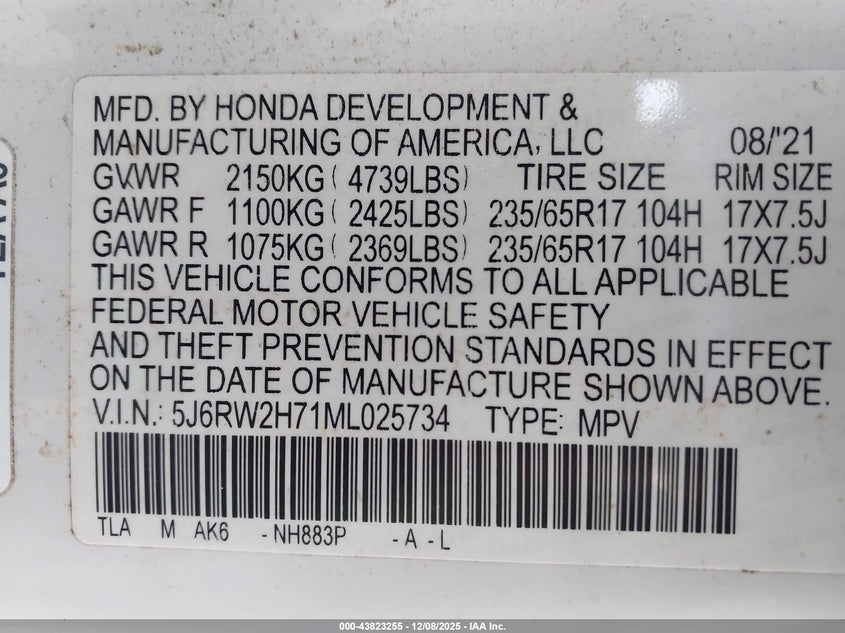 MFD. BY HONDA DEVELOPMENT &
MANUFACTURING OF AMERICA, LLC 08/'21
GVWR 2150KG ( 4739LBS) TIRE SIZE RIM SIZE
GAWR F 1100KG ( 2425LBS) 235/65R17 104H 17X7.5J
GAWR R 1075KG ( 2369LBS) 235/65R17 104H 17X7.5J
THIS VEHICLE CONFORMS TO ALL APPLICABLE
FEDERAL MOTOR VEHICLE SAFETY
AND THEFT PREVENTION STANDARDS IN EFFECT
ON THE DATE OF MANUFACTURE SHOWN ABOVE.
V.I.N.: 5J6RW2H71ML025734 TYPE: MPV
TLA M AK6 -NH883P -A -L
000-43823255 - 12/08/2025 - IAA Inc.